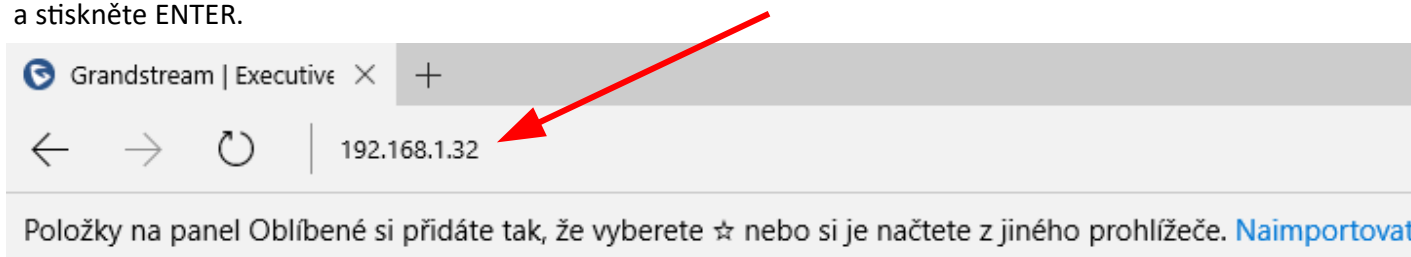 a stiskněte ENTER.
Grandstream | Executive
192.168.1.32
Položky na panel Oblíbené si přidáte tak, že vyberete ☆ nebo si je načtete z jiného prohlížeče. Naimportovat